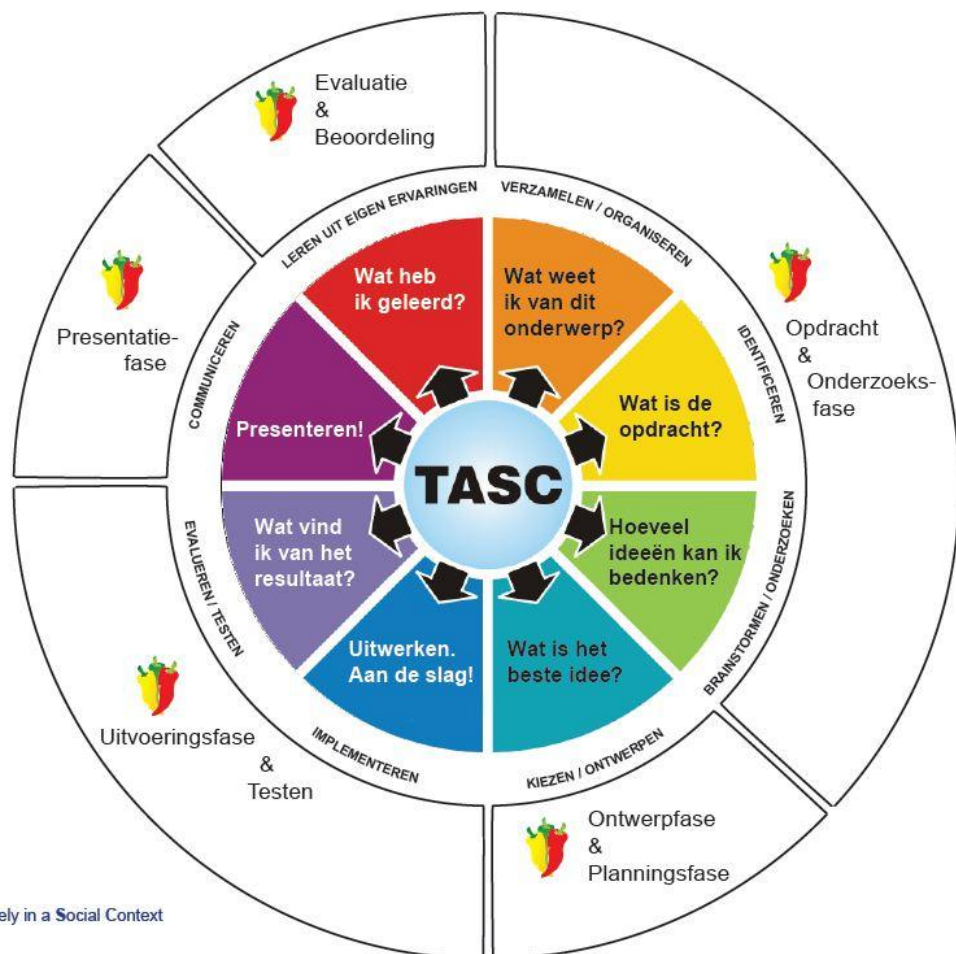 Evaluatie
&
Beoordeling
Presentatie-
fase
Opdracht
&
Onderzoeks-
fase
Uitvoeringsfase
&
Testen
Ontwerpfase
&
Planningsfase
LEREN UIT EIGEN ERVARINGEN
VERZAMELEN / ORGANISEREN
IDENTIFICEREN
BRAINSTORMEN / ONDERZOEKEN
KIEZEN / ONTWERPEN
IMPLEMENTEREN
EVALUEREN / TESTEN
COMMUNICEREN
Wat heb
ik geleerd?
Wat weet
ik van dit
onderwerp?
Wat is de
opdracht?
Hoeveel
ideeën kan ik
bedenken?
Wat is het
beste idee?
Uitwerken.
Aan de slag!
Wat vind
ik van het
resultaat?
Presenteren!
TASC
ely in a Social Context